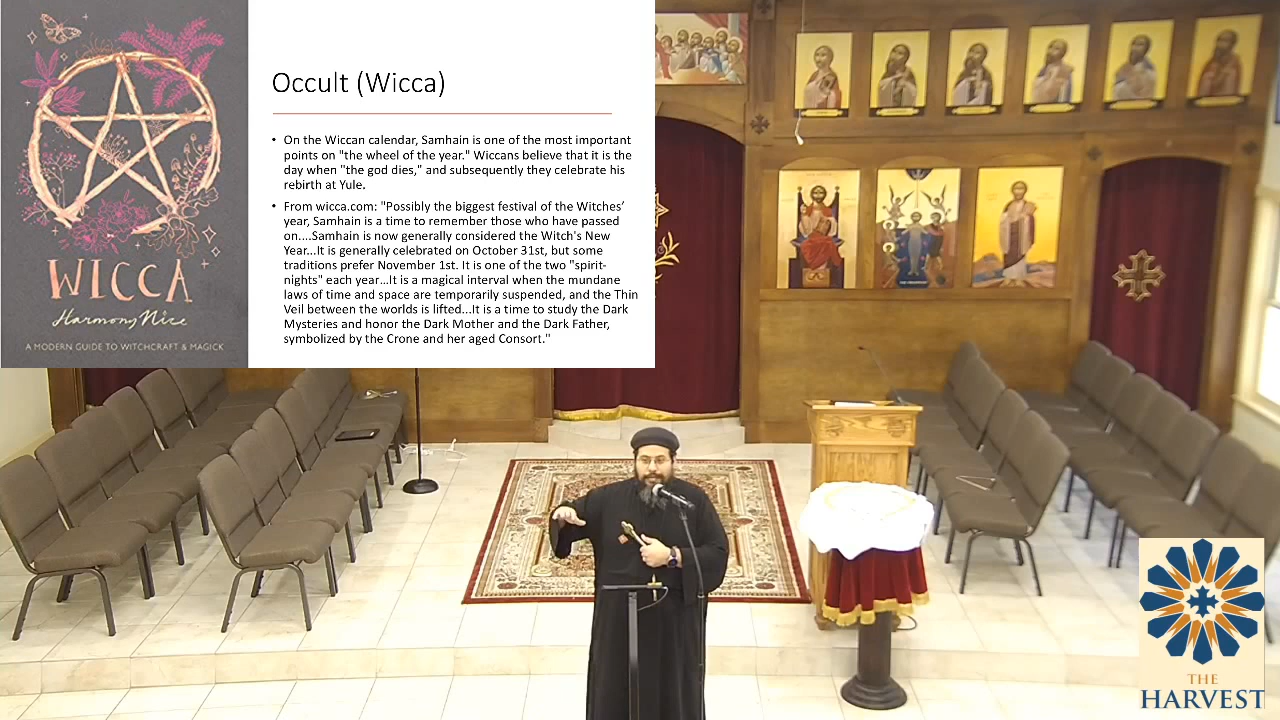 WICCA
Harmony Nice
A MODERN GUIDE TO WITCHCRAFT & MAGICK
Occult (Wicca)
• On the Wiccan calendar, Samhain is one of the most important
points on "the wheel of the year." Wiccans believe that it is the
day when "the god dies," and subsequently they celebrate his
rebirth at Yule.
• From wicca.com: "Possibly the biggest festival of the Witches’
year, Samhain is a time to remember those who have passed
on....Samhain is now generally considered the Witch's New
Year...It is generally celebrated on October 31st, but some
traditions prefer November 1st. It is one of the two "spirit-
nights" each year...It is a magical interval when the mundane
laws of time and space are temporarily suspended, and the Thin
Veil between the worlds is lifted...It is a time to study the Dark
Mysteries and honor the Dark Mother and the Dark Father,
symbolized by the Crone and her aged Consort."
THE
HARVEST